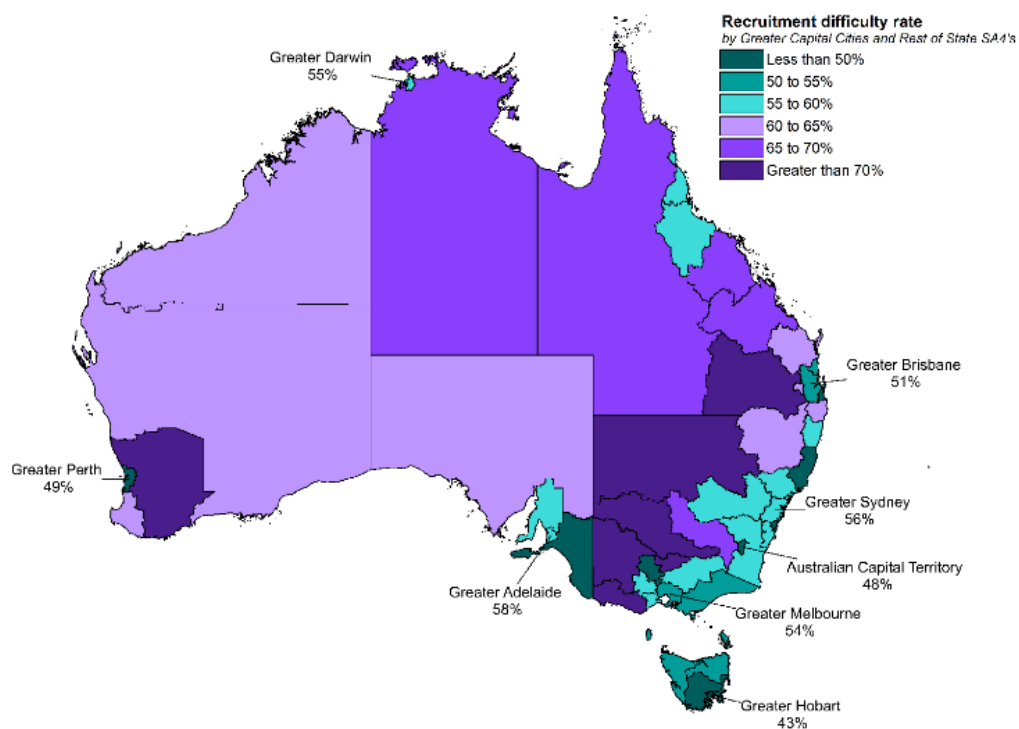 Recruitment difficulty rate
by Greater Capital Cities and Rest of State SA4's
Less than 50%
50 to 55%
55 to 60%
60 to 65%
65 to 70%
Greater than 70%
Greater Darwin
55%
Greater Brisbane
51%
Greater Perth
49%
Greater Sydney
56%
Australian Capital Territory
48%
Greater Adelaide
58%
Greater Melbourne
54%
Greater Hobart
43%